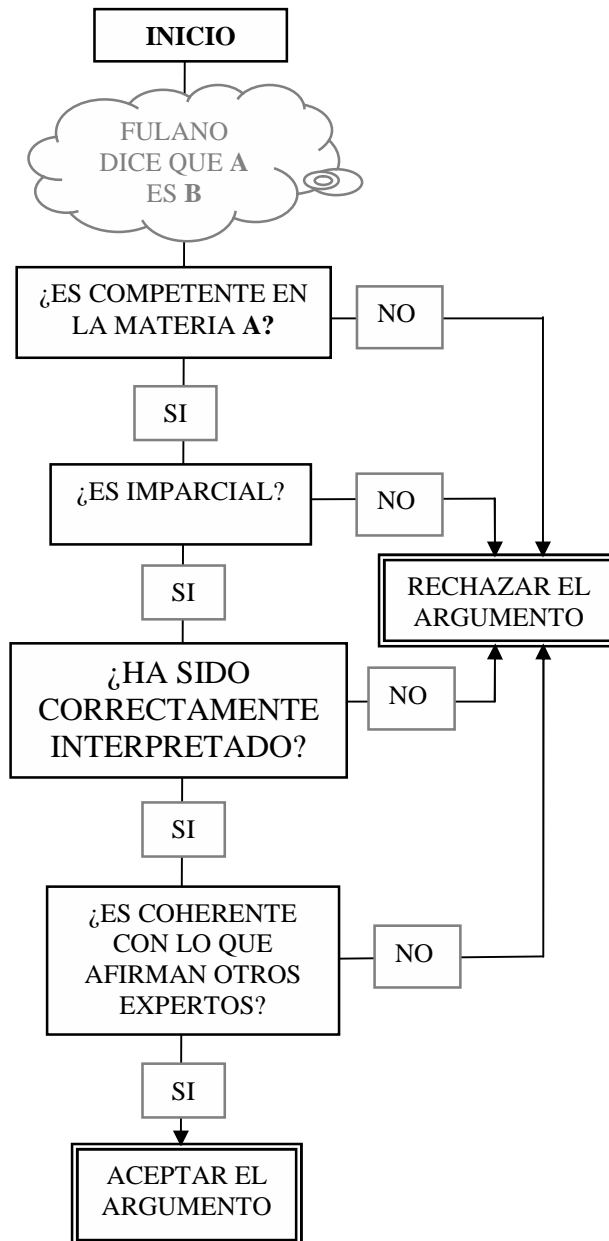 INICIO
FULANO
DICE QUE A
ES B
¿ES COMPETENTE EN
LA MATERIA A?
NO
SI
¿ES IMPARCIAL?
NO
SI
RECHAZAR EL
ARGUMENTO
¿HA SIDO
CORRECTAMENTE
INTERPRETADO?
NO
SI
¿ES COHERENTE
CON LO QUE
AFIRMAN OTROS
EXPERTOS?
NO
SI
ACEPTAR EL
ARGUMENTO